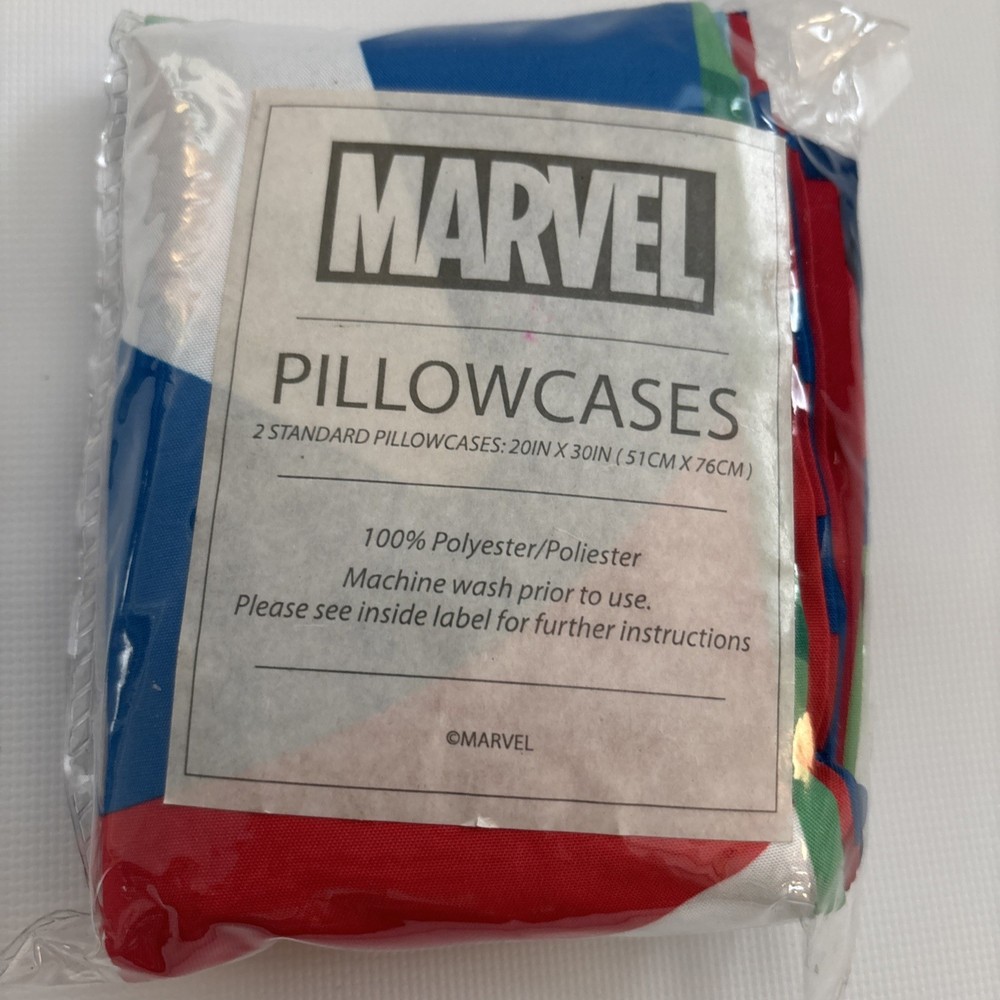 MARVEL
PILLOWCASES
2 STANDARD PILLOWCASES: 20IN X 30IN ( 51CM X 76CM )
100% Polyester/Poliester
Machine wash prior to use.
Please see inside label for further instructions
©MARVEL